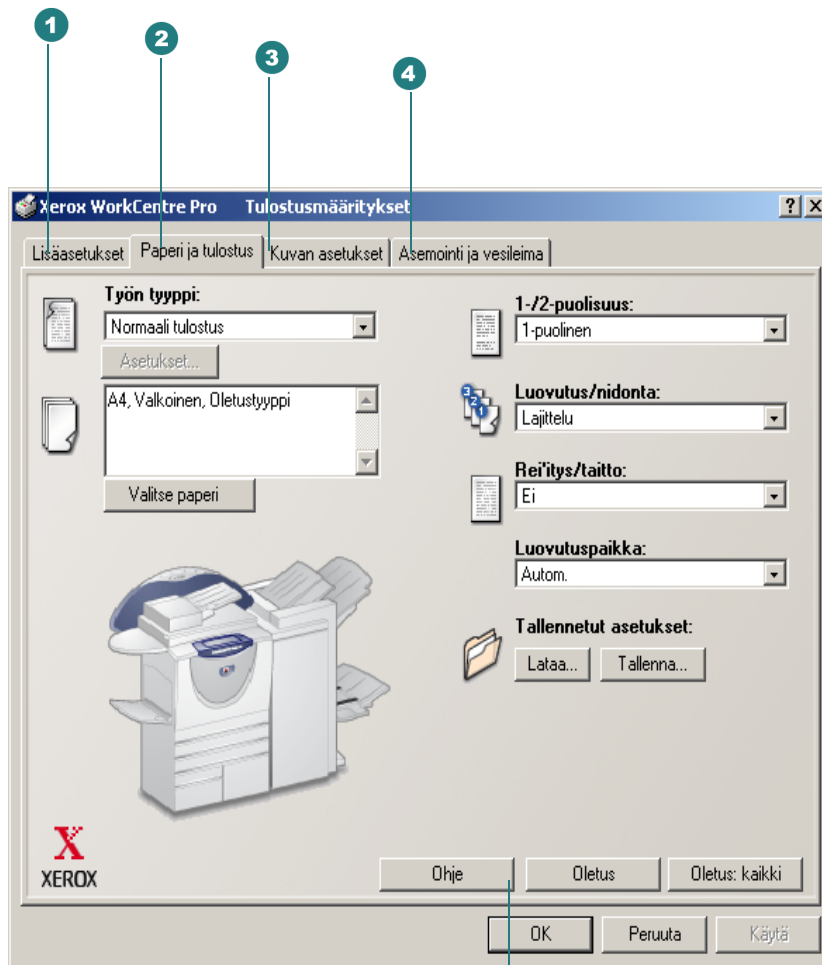 1
2
3
4
Xerox WorkCentre Pro Tulostusmääritykset
Lisäasetukset Paperi ja tulostus Kuvan asetukset Asemointi ja vesileima
Työn tyyppi:
Normaali tulostus
Asetukset...
A4, Valkoinen, Oletustyyppi
Valitse paperi
1-/2-puolisuus:
1-puolinen
Luovutus/nidonta:
Lajittelu
Rei'itys/taitto:
Ei
Luovutuspaikka:
Autom.
Tallennetut asetukset:
Lataa... Tallenna...
X
XEROX
Ohje Oletus Oletus: kaikki
OK Peruuta Käytä